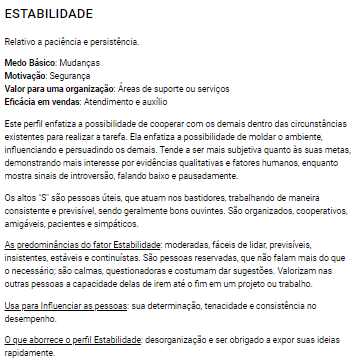 ESTABILIDADE
Relativo a paciência e persistência.
Medo Básico: Mudanças
Motivação: Segurança
Valor para uma organização: Áreas de suporte ou serviços
Eficácia em vendas: Atendimento e auxílio
Este perfil enfatiza a possibilidade de cooperar com os demais dentro das circunstâncias
existentes para realizar a tarefa. Ela enfatiza a possibilidade de moldar o ambiente,
influenciando e persuadindo os demais. Tende a ser mais subjetiva quanto às suas metas,
demonstrando mais interesse por evidências qualitativas e fatores humanos, enquanto
mostra sinais de introversão, falando baixo e pausadamente.
Os altos "S" são pessoas úteis, que atuam nos bastidores, trabalhando de maneira
consistente e previsível, sendo geralmente bons ouvintes. São organizados, cooperativos,
amigáveis, pacientes e simpáticos.
As predominâncias do fator Estabilidade: moderadas, fáceis de lidar, previsíveis,
insistentes, estáveis e continuístas. São pessoas reservadas, que não falam mais do que
o necessário; são calmas, questionadoras e costumam dar sugestões. Valorizam nas
outras pessoas a capacidade delas de irem até o fim em um projeto ou trabalho.
Usa para Influenciar as pessoas: sua determinação, tenacidade e consistência no
desempenho.
O que aborrece o perfil Estabilidade: desorganização e ser obrigado a expor suas ideias
rapidamente.